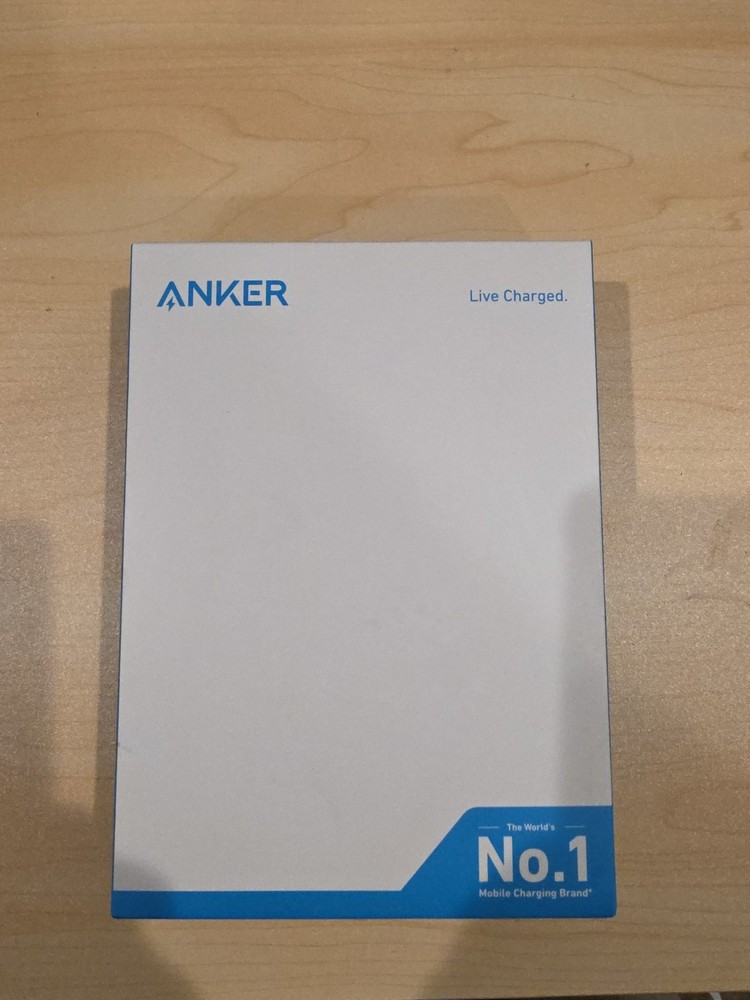 ANKER
Live Charged.
The World's
No.1
Mobile Charging Brand*